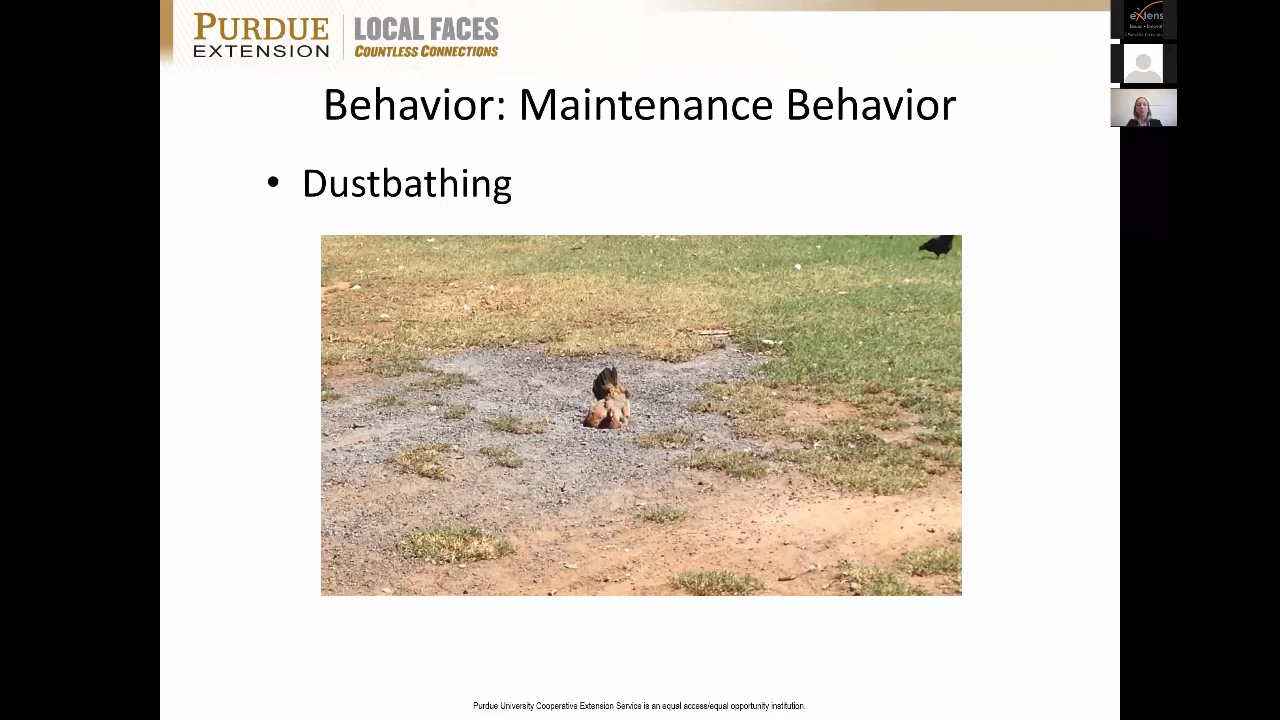 PURDUE
EXTENSION
LOCAL FACES
COUNTLESS CONNECTIONS
Behavior: Maintenance Behavior
• Dustbathing
Purdue University Cooperative Extension Service is an equal access/equal opportunity institution.
eXtens